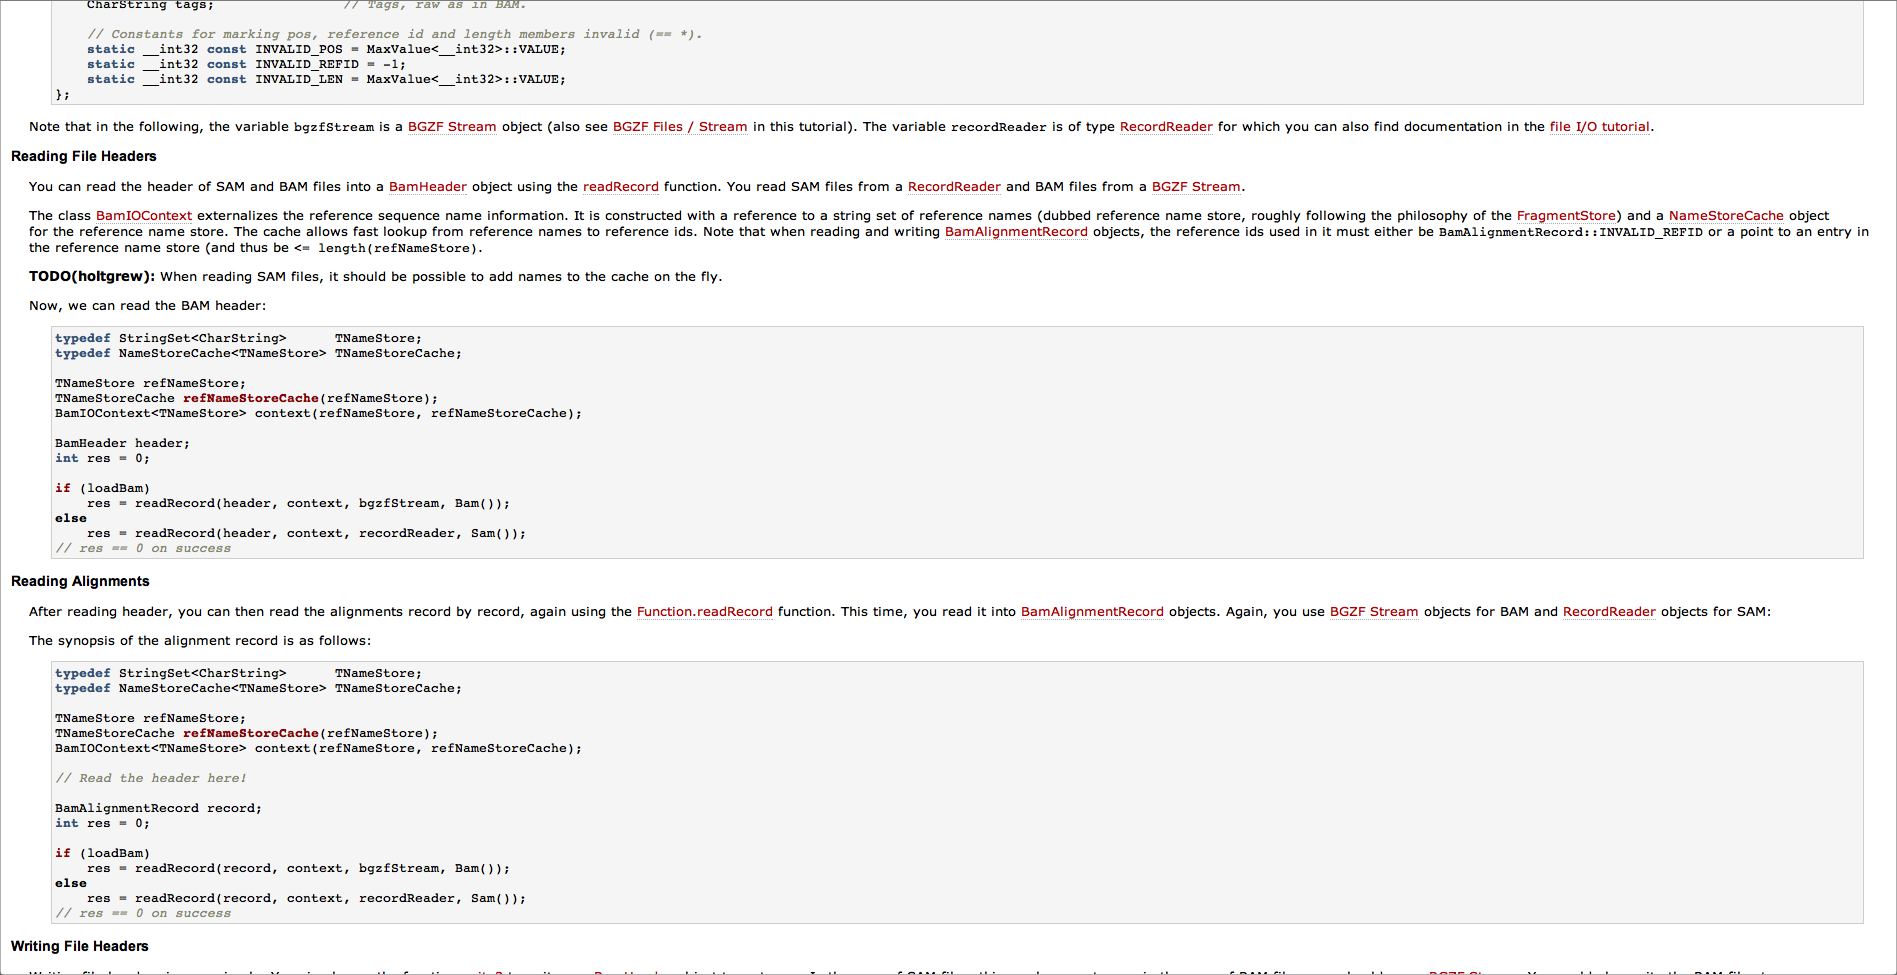 CharString tags;                // Tags, raw as in BAM.
    // Constants for marking pos, reference id and length members invalid (== *).
    static __int32 const INVALID_POS = MaxValue<__int32>::VALUE;
    static __int32 const INVALID_REFID = -1;
    static __int32 const INVALID_LEN = MaxValue<__int32>::VALUE;
};
Note that in the following, the variable bgzfStream is a BGZF Stream object (also see BGZF Files / Stream in this tutorial). The variable recordReader is of type RecordReader for which you can also find documentation in the file I/O tutorial.
Reading File Headers
You can read the header of SAM and BAM files into a BamHeader object using the readRecord function. You read SAM files from a RecordReader and BAM files from a BGZF Stream.
The class BamIOContext externalizes the reference sequence name information. It is constructed with a reference to a string set of reference names (dubbed reference name store, roughly following the philosophy of the FragmentStore) and a NameStoreCache object
for the reference name store. The cache allows fast lookup from reference names to reference ids. Note that when reading and writing BamAlignmentRecord objects, the reference ids used in it must either be BamAlignmentRecord::INVALID_REFID or a point to an entry in
the reference name store (and thus be <= length(refNameStore).
TODO(holtgrew): When reading SAM files, it should be possible to add names to the cache on the fly.
Now, we can read the BAM header:
typedef StringSet<CharString>      TNameStore;
typedef NameStoreCache<TNameStore> TNameStoreCache;
TNameStore refNameStore;
TNameStoreCache refNameStoreCache(refNameStore);
BamIOContext<TNameStore> context(refNameStore, refNameStoreCache);
BamHeader header;
int res = 0;
if (loadBam)
    res = readRecord(header, context, bgzfStream, Bam());
else
    res = readRecord(header, context, recordReader, Sam());
// res == 0 on success
Reading Alignments
After reading header, you can then read the alignments record by record, again using the Function.readRecord function. This time, you read it into BamAlignmentRecord objects. Again, you use BGZF Stream objects for BAM and RecordReader objects for SAM:
The synopsis of the alignment record is as follows:
typedef StringSet<CharString>      TNameStore;
typedef NameStoreCache<TNameStore> TNameStoreCache;
TNameStore refNameStore;
TNameStoreCache refNameStoreCache(refNameStore);
BamIOContext<TNameStore> context(refNameStore, refNameStoreCache);
// Read the header here!
BamAlignmentRecord record;
int res = 0;
if (loadBam)
    res = readRecord(record, context, bgzfStream, Bam());
else
    res = readRecord(record, context, recordReader, Sam());
// res == 0 on success
Writing File Headers